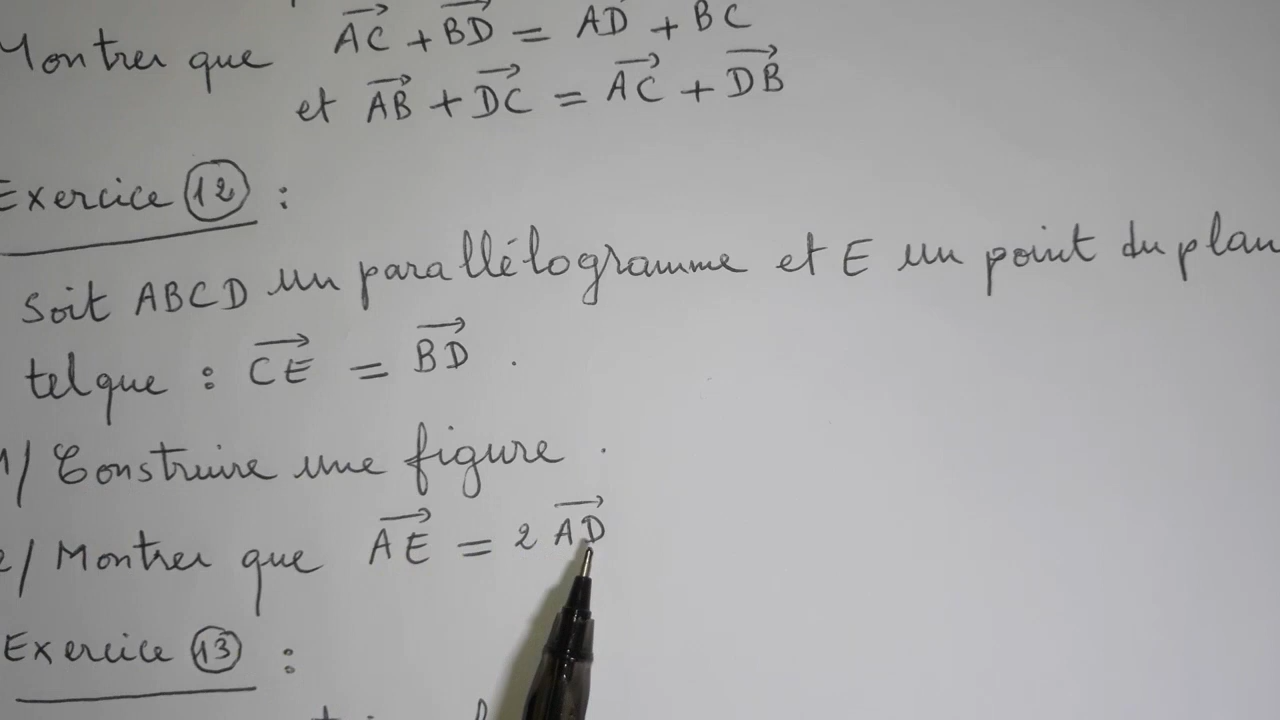 Montrer que \overrightarrow{AC} + \overrightarrow{BD} = AD + BC
et \overrightarrow{AB} + \overrightarrow{DC} = \overrightarrow{AC} + \overrightarrow{DB}
Exercice 12 :
Soit ABCD un parallélogramme et E un point du plan
tel que : \overrightarrow{CE} = \overrightarrow{BD} .
1/ Construire une figure .
2/ Montrer que \overrightarrow{AE} = 2 \overrightarrow{AD}
Exercice 13 :